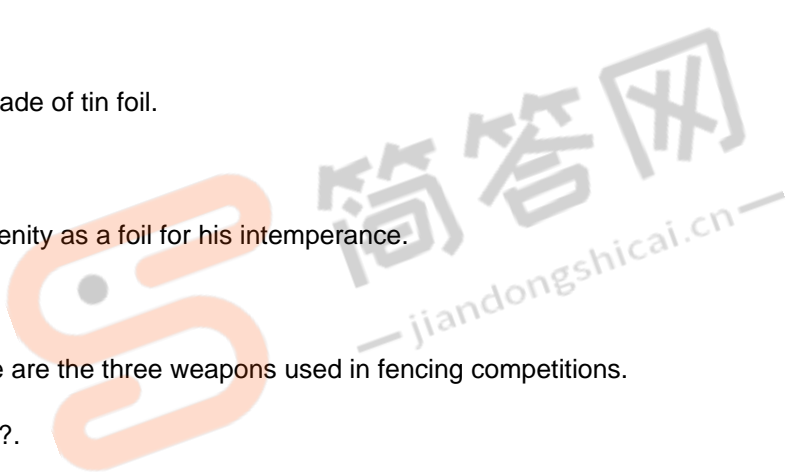 ade of tin foil.
简答网
jiandongshicai.cn
enity as a foil for his intemperance.
e are the three weapons used in fencing competitions.
?.